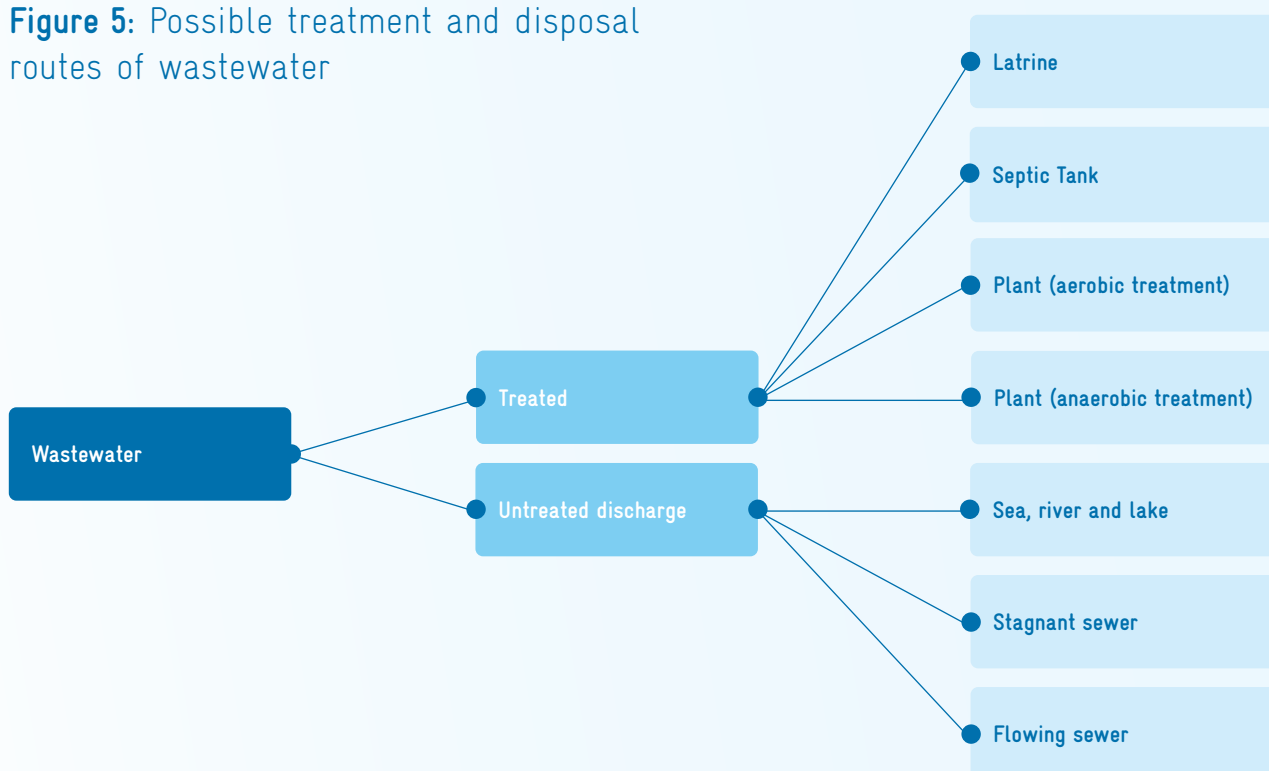 Figure 5: Possible treatment and disposal
routes of wastewater
Wastewater
Treated
Untreated discharge
Latrine
Septic Tank
Plant (aerobic treatment)
Plant (anaerobic treatment)
Sea, river and lake
Stagnant sewer
Flowing sewer